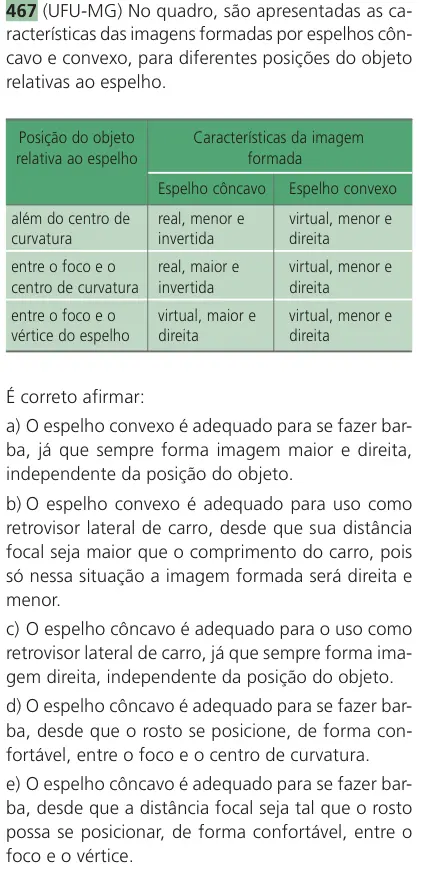 467 (UFU-MG) No quadro, são apresentadas as ca-
racterísticas das imagens formadas por espelhos côn-
cavo e convexo, para diferentes posições do objeto
relativas ao espelho.
Posição do objeto
relativa ao espelho
Características da imagem
formada
Espelho côncavo Espelho convexo
além do centro de
curvatura
real, menor e
invertida
virtual, menor e
direita
entre o foco e o
centro de curvatura
real, maior e
invertida
virtual, menor e
direita
entre o foco e o
vértice do espelho
virtual, maior e
direita
virtual, menor e
direita
É correto afirmar:
a) O espelho convexo é adequado para se fazer bar-
ba, já que sempre forma imagem maior e direita,
independente da posição do objeto.
b) O espelho convexo é adequado para uso como
retrovisor lateral de carro, desde que sua distância
focal seja maior que o comprimento do carro, pois
só nessa situação a imagem formada será direita e
menor.
c) O espelho côncavo é adequado para o uso como
retrovisor lateral de carro, já que sempre forma ima-
gem direita, independente da posição do objeto.
d) O espelho côncavo é adequado para se fazer bar-
ba, desde que o rosto se posicione, de forma con-
fortável, entre o foco e o centro de curvatura.
e) O espelho côncavo é adequado para se fazer bar-
ba, desde que a distância focal seja tal que o rosto
possa se posicionar, de forma confortável, entre o
foco e o vértice.